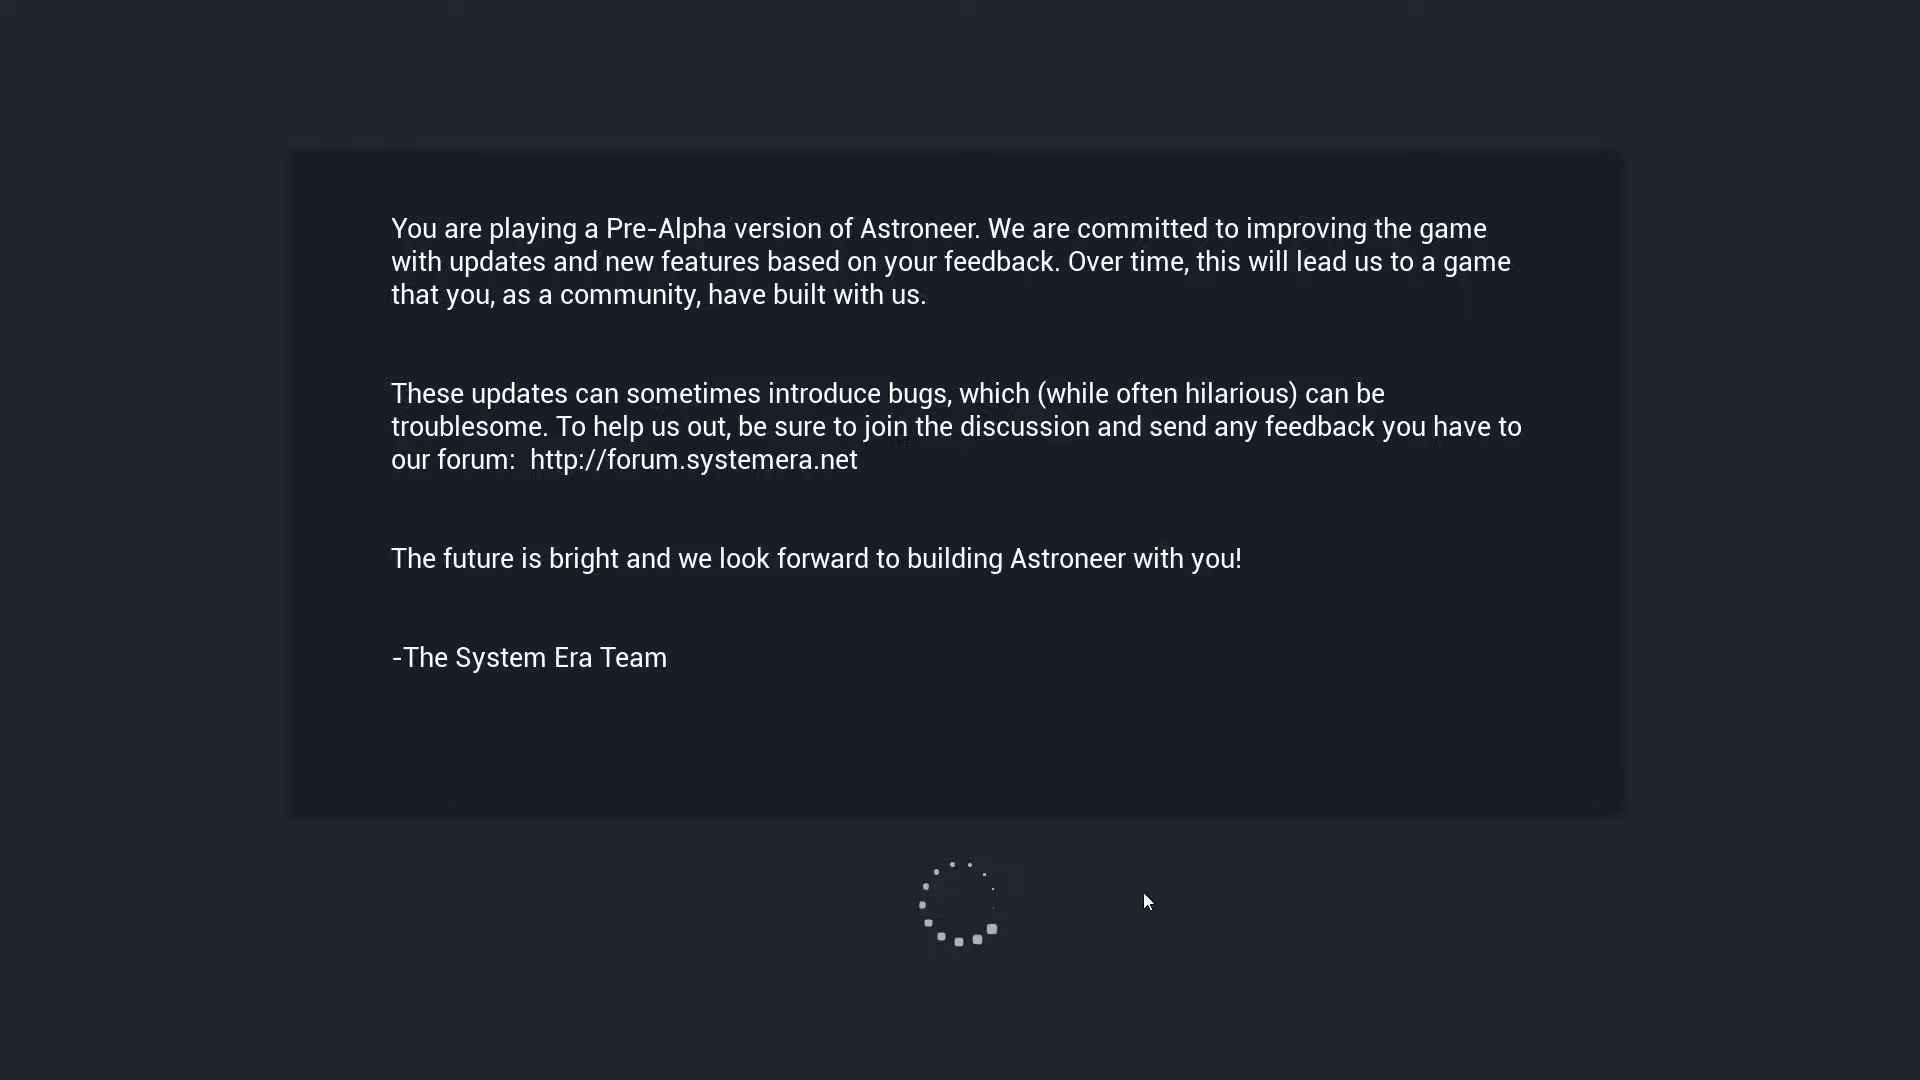 You are playing a Pre-Alpha version of Astroneer. We are committed to improving the game
with updates and new features based on your feedback. Over time, this will lead us to a game
that you, as a community, have built with us.
These updates can sometimes introduce bugs, which (while often hilarious) can be
troublesome. To help us out, be sure to join the discussion and send any feedback you have to
our forum:  http://forum.systemera.net
The future is bright and we look forward to building Astroneer with you!
-The System Era Team